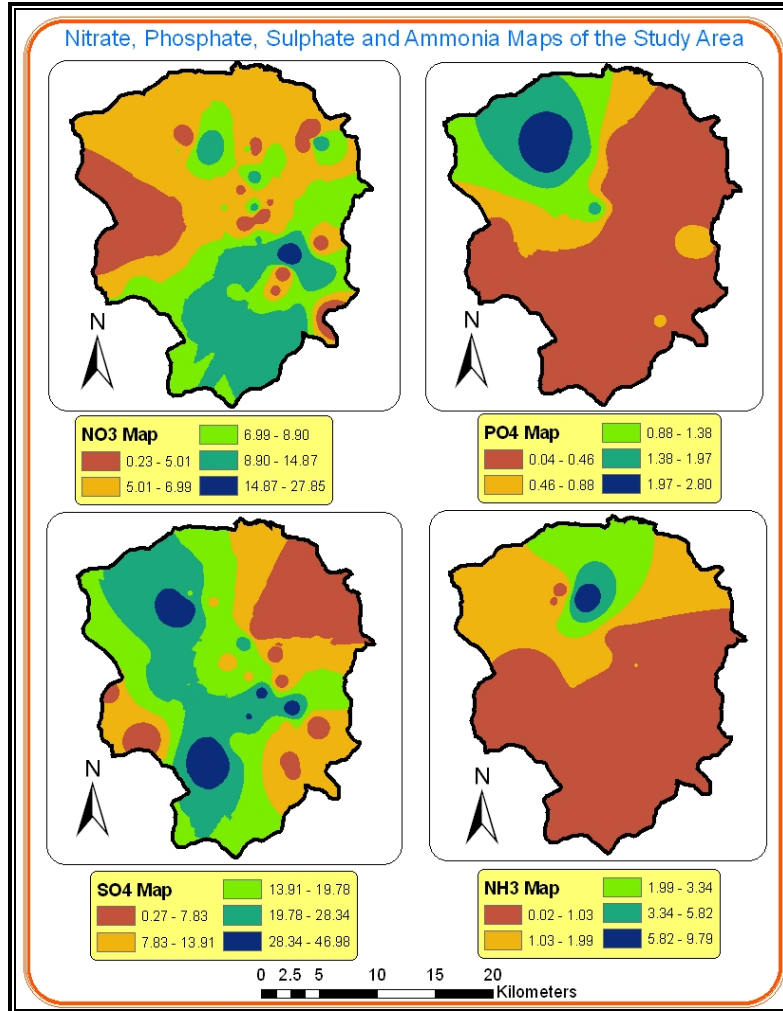 Nitrate, Phosphate, Sulphate and Ammonia Maps of the Study Area
N
N
NO3 Map
0.23 - 5.01
5.01 - 6.99
6.99 - 8.90
8.90 - 14.87
14.87 - 27.85
PO4 Map
0.04 - 0.46
0.46 - 0.88
0.88 - 1.38
1.38 - 1.97
1.97 - 2.80
N
N
SO4 Map
0.27 - 7.83
7.83 - 13.91
13.91 - 19.78
19.78 - 28.34
28.34 - 46.98
NH3 Map
0.02 - 1.03
1.03 - 1.99
1.99 - 3.34
3.34 - 5.82
5.82 - 9.79
0 2.5 5 10 15 20
Kilometers